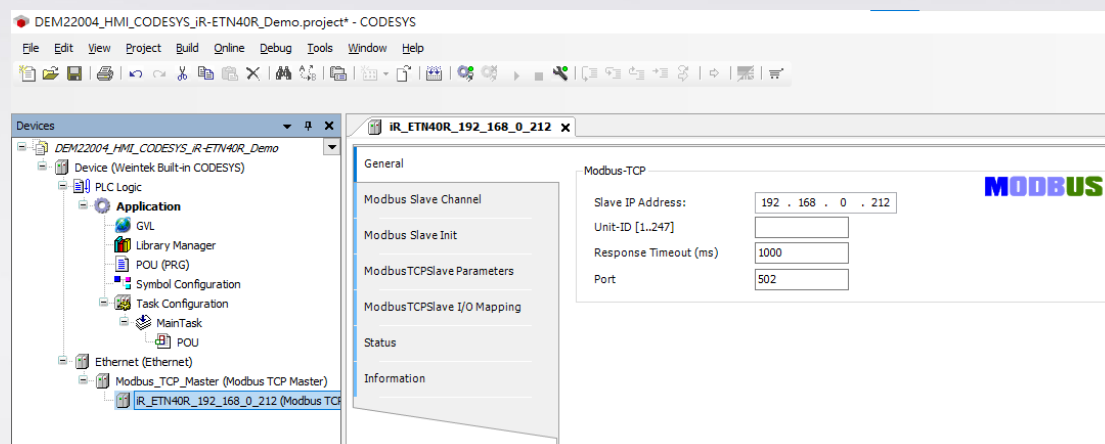 DEM22004_HMI_CODESYS_iR-ETN40R_Demo.project* - CODESYS
File Edit View Project Build Online Debug Tools Window Help
Devices
DEM22004_HMI_CODESYS_iR-ETN40R_Demo
Device (Weintek Built-in CODESYS)
PLC Logic
Application
GVL
Library Manager
POU (PRG)
Symbol Configuration
Task Configuration
MainTask
POU
Ethernet (Ethernet)
Modbus_TCP_Master (Modbus TCP Master)
iR_ETN40R_192_168_0_212 (Modbus TCP
iR_ETN40R_192_168_0_212
General
Modbus Slave Channel
Modbus Slave Init
ModbusTCPSlave Parameters
ModbusTCPSlave I/O Mapping
Status
Information
Modbus-TCP
MODBUS
Slave IP Address: 192 . 168 . 0 . 212
Unit-ID [1..247]
Response Timeout (ms) 1000
Port 502